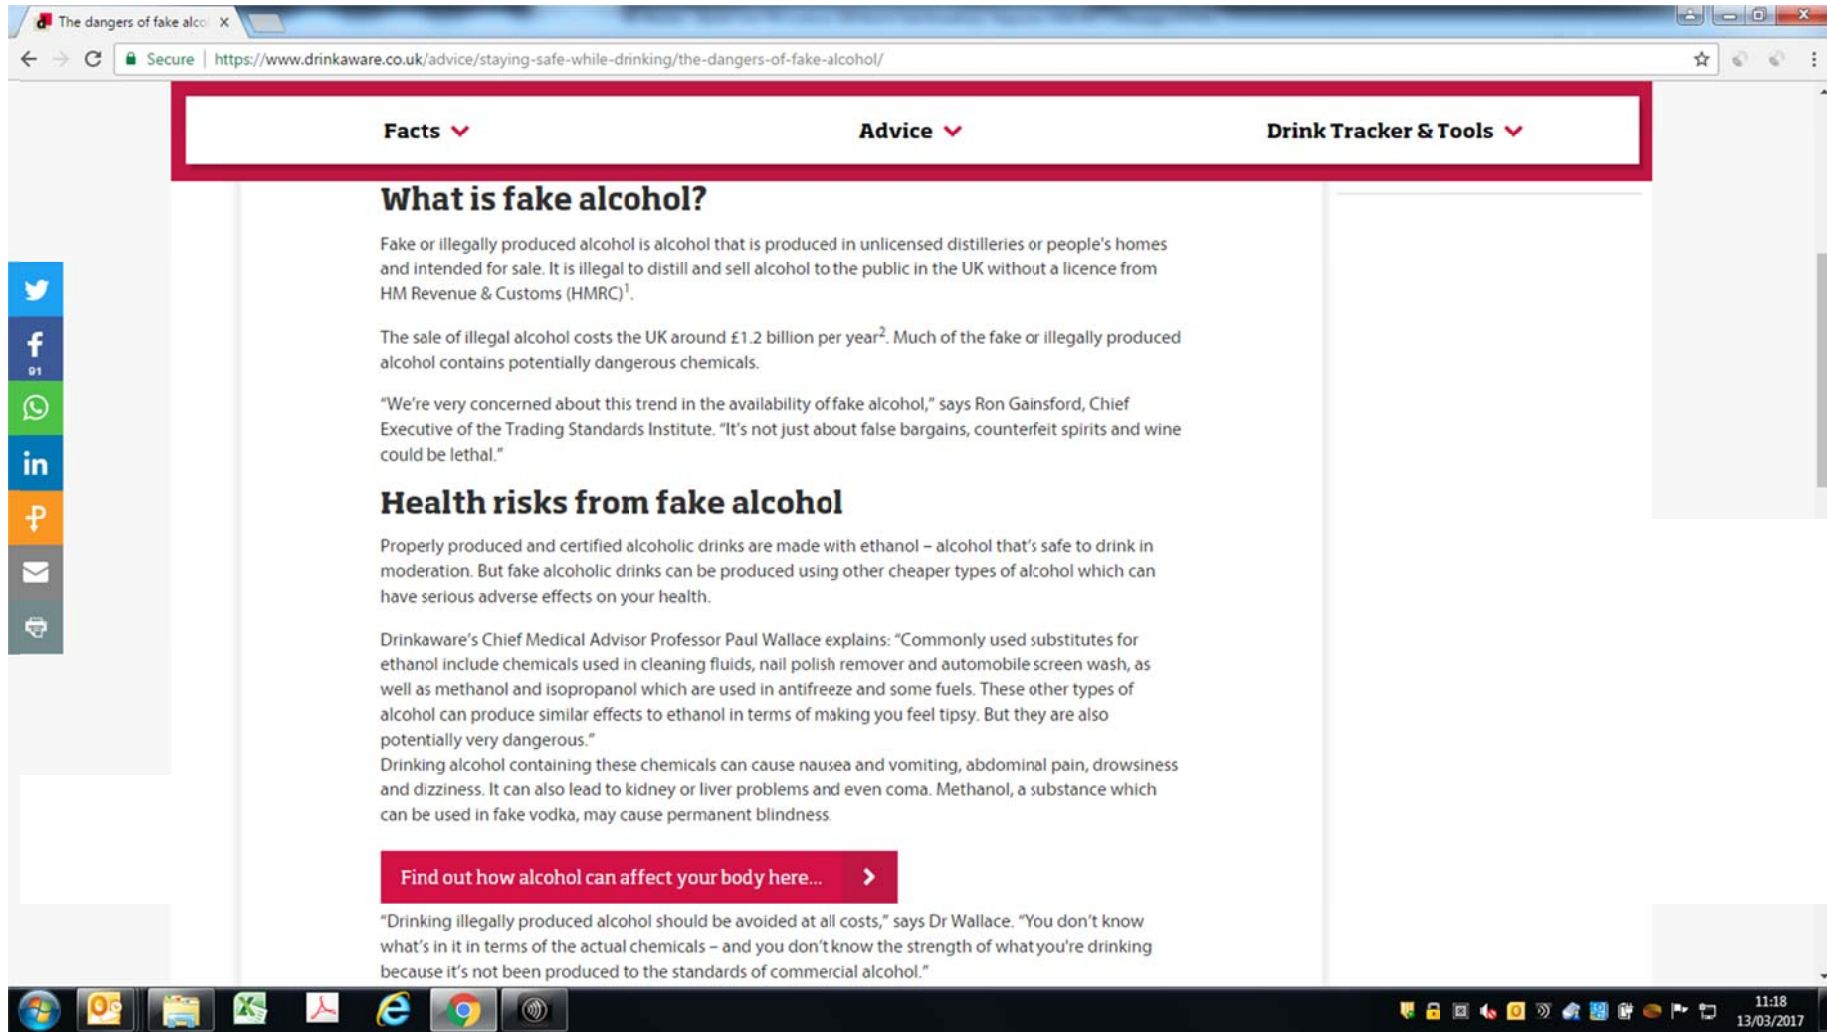 The dangers of fake alco
Secure | https://www.drinkaware.co.uk/advice/staying-safe-while-drinking/the-dangers-of-fake-alcohol/
Facts Advice Drink Tracker & Tools
What is fake alcohol?
Fake or illegally produced alcohol is alcohol that is produced in unlicensed distilleries or people's homes
and intended for sale. It is illegal to distill and sell alcohol to the public in the UK without a licence from
HM Revenue & Customs (HMRC)1.
The sale of illegal alcohol costs the UK around £1.2 billion per year2. Much of the fake or illegally produced
alcohol contains potentially dangerous chemicals.
“We're very concerned about this trend in the availability of fake alcohol,” says Ron Gainsford, Chief
Executive of the Trading Standards Institute. “It's not just about false bargains, counterfeit spirits and wine
could be lethal.”
91
in
Health risks from fake alcohol
Properly produced and certified alcoholic drinks are made with ethanol – alcohol that's safe to drink in
moderation. But fake alcoholic drinks can be produced using other cheaper types of alcohol which can
have serious adverse effects on your health.
Drinkaware's Chief Medical Advisor Professor Paul Wallace explains: “Commonly used substitutes for
ethanol include chemicals used in cleaning fluids, nail polish remover and automobile screen wash, as
well as methanol and isopropanol which are used in antifreeze and some fuels. These other types of
alcohol can produce similar effects to ethanol in terms of making you feel tipsy. But they are also
potentially very dangerous.”
Drinking alcohol containing these chemicals can cause nausea and vomiting, abdominal pain, drowsiness
and dizziness. It can also lead to kidney or liver problems and even coma. Methanol, a substance which
can be used in fake vodka, may cause permanent blindness
Find out how alcohol can affect your body here...
“Drinking illegally produced alcohol should be avoided at all costs,” says Dr Wallace. “You don't know
what's in it in terms of the actual chemicals – and you don't know the strength of what you're drinking
because it's not been produced to the standards of commercial alcohol.”
11:18
13/03/2017